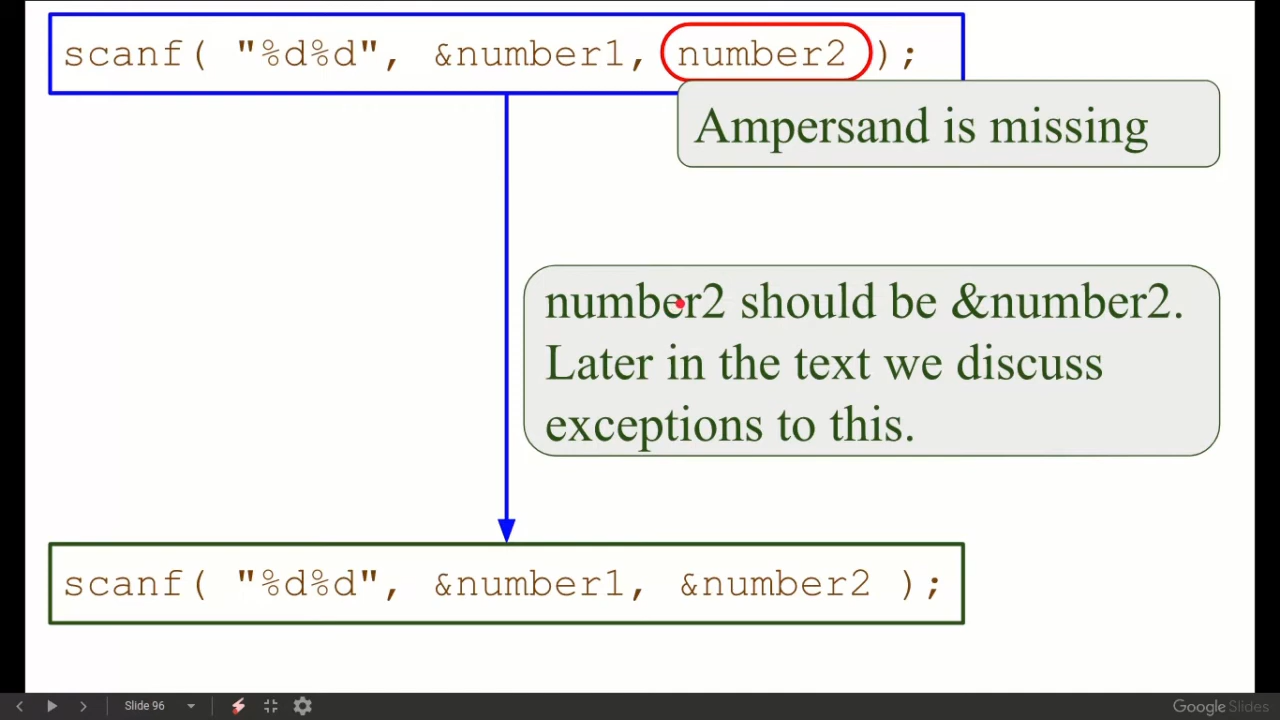 scanf( "%d%d", &number1, number2 );
Ampersand is missing
number2 should be &number2.
Later in the text we discuss
exceptions to this.
scanf( "%d%d", &number1, &number2 );
Slide 96
Google Slides